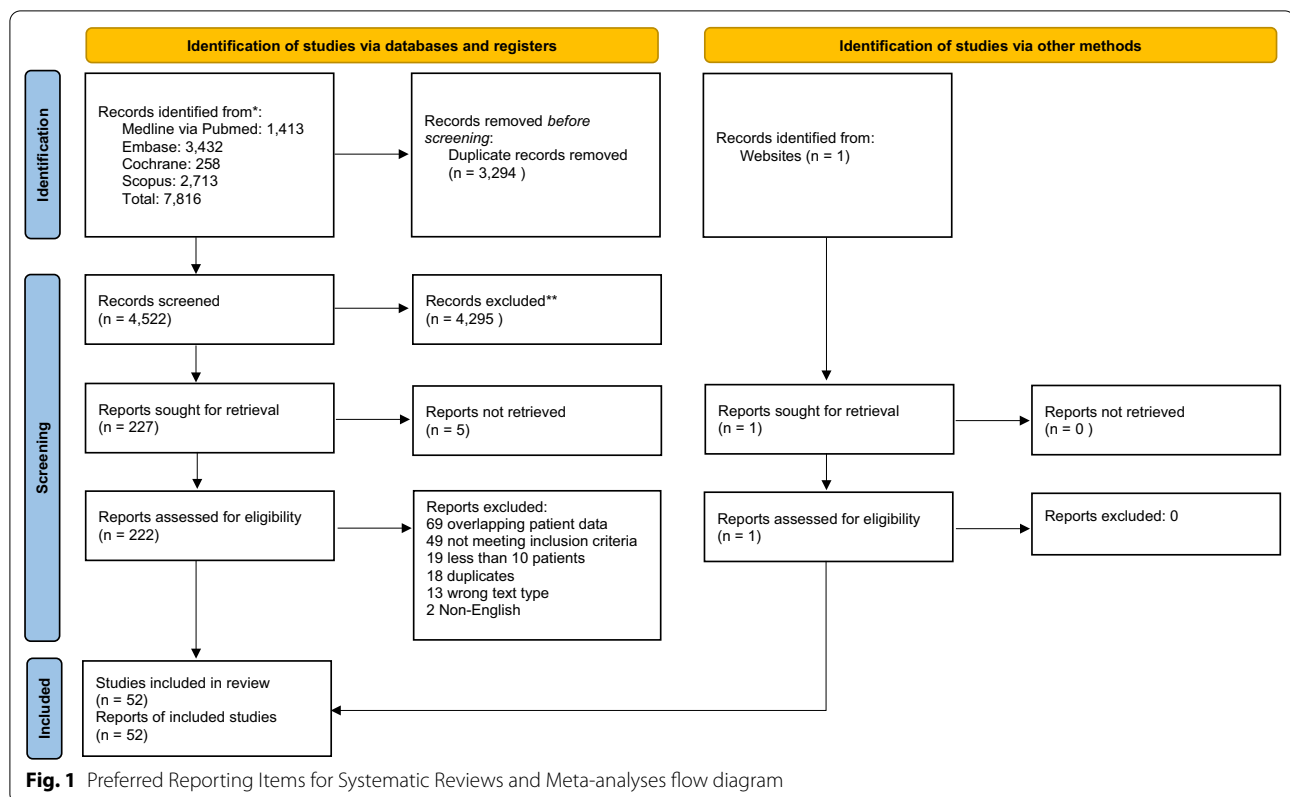 Identification of studies via databases and registers
Identification of studies via other methods
Identification
Records identified from*:
Medline via Pubmed: 1,413
Embase: 3,432
Cochrane: 258
Scopus: 2,713
Total: 7,816
Records removed before
screening:
Duplicate records removed
(n = 3,294 )
Records identified from:
Websites (n = 1)
Screening
Records screened
(n = 4,522)
Records excluded**
(n = 4,295 )
Reports sought for retrieval
(n = 227)
Reports not retrieved
(n = 5)
Reports sought for retrieval
(n = 1)
Reports not retrieved
(n = 0 )
Reports assessed for eligibility
(n = 222)
Reports excluded:
69 overlapping patient data
49 not meeting inclusion criteria
19 less than 10 patients
18 duplicates
13 wrong text type
2 Non-English
Reports assessed for eligibility
(n = 1)
Reports excluded: 0
Included
Studies included in review
(n = 52)
Reports of included studies
(n = 52)
Fig. 1 Preferred Reporting Items for Systematic Reviews and Meta-analyses flow diagram